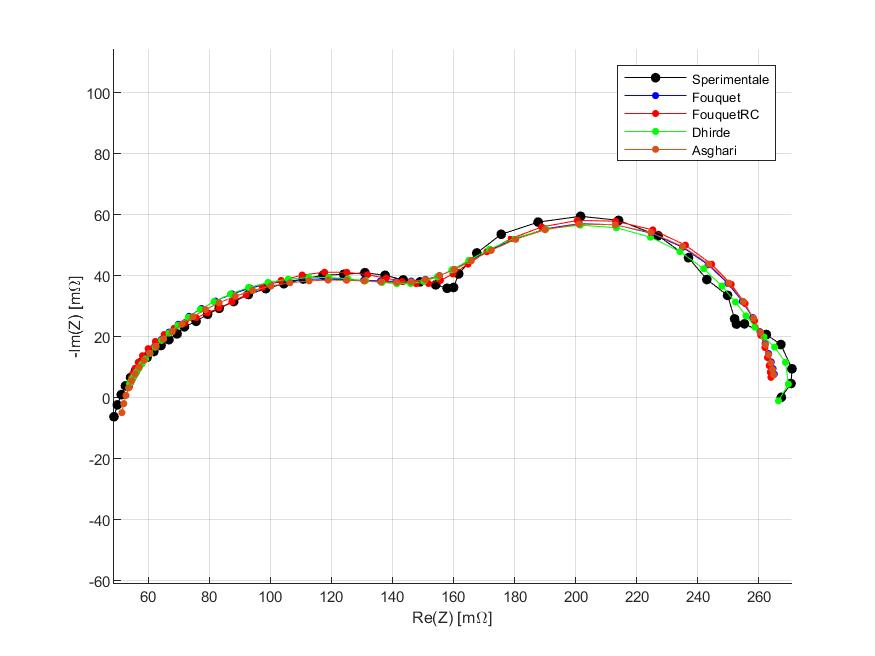 100
80
60
40
20
0
-20
-40
-60
-Im(Z) [mΩ]
60 80 100 120 140 160 180 200 220 240 260
Re(Z) [mΩ]
Sperimentale
Fouquet
FouquetRC
Dhirde
Asghari